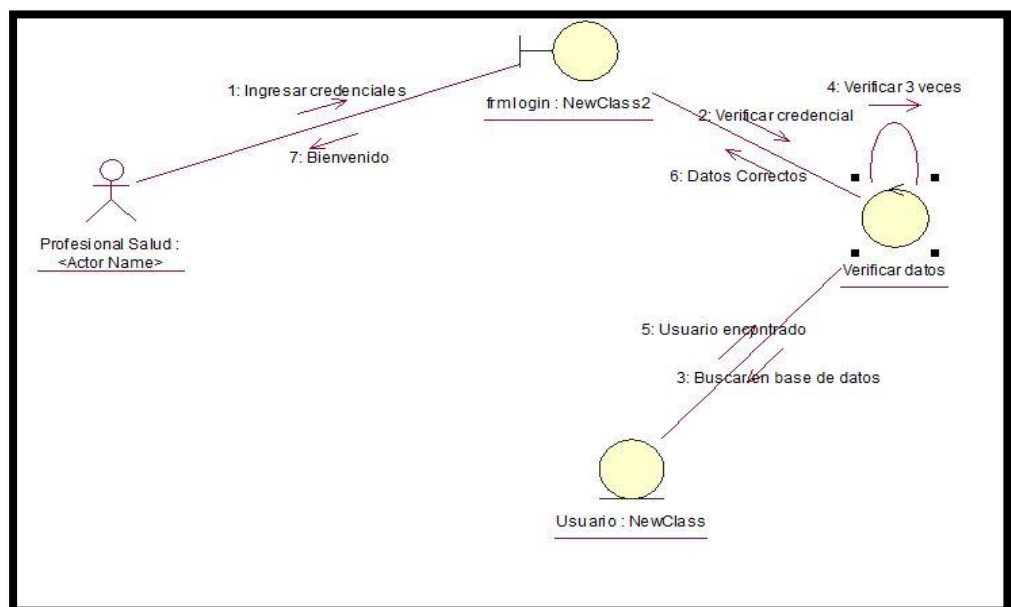 1: Ingresar credenciales
7: Bienvenido
frmlogin : NewClass2
4: Verificar 3 veces
2: Verificar credencial
6: Datos Correctos
Profesional Salud :
<Actor Name>
Verificar datos
5: Usuario encontrado
3: Buscar en base de datos
Usuario : NewClass